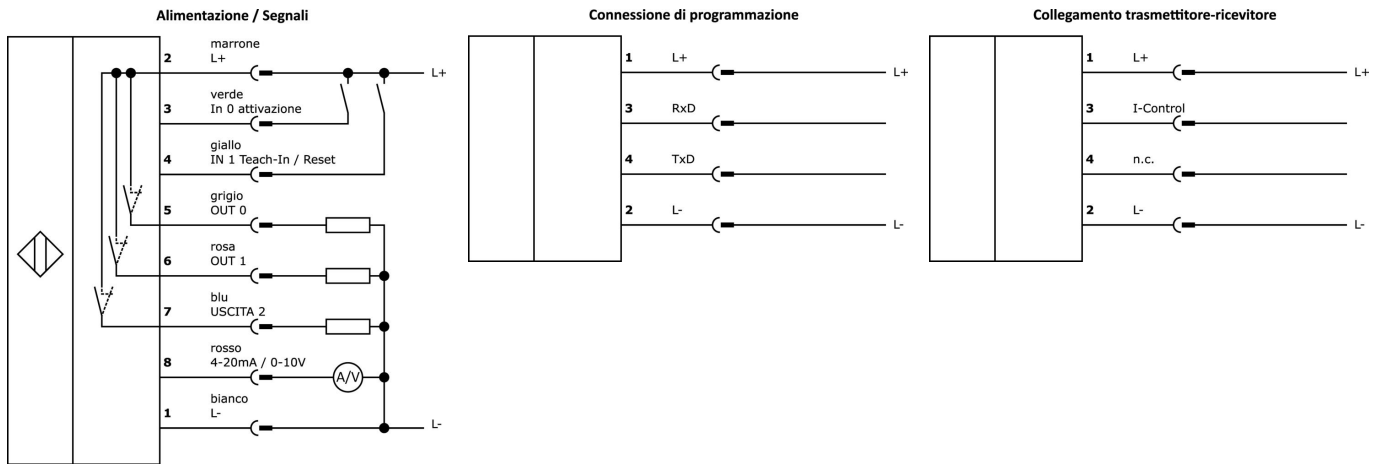 Alimentazione / Segnali
marrone
2 L+
L+
verde
3 In 0 attivazione
giallo
4 IN 1 Teach-In / Reset
grigio
5 OUT 0
rosa
6 OUT 1
blu
7 USCITA 2
rosso
8 4-20mA / 0-10V
A/V
bianco
1 L-
L-
Connessione di programmazione
1 L+
L+
3 RxD
4 TxD
2 L-
L-
Collegamento trasmettitore-ricevitore
1 L+
L+
3 I-Control
4 n.c.
2 L-
L-